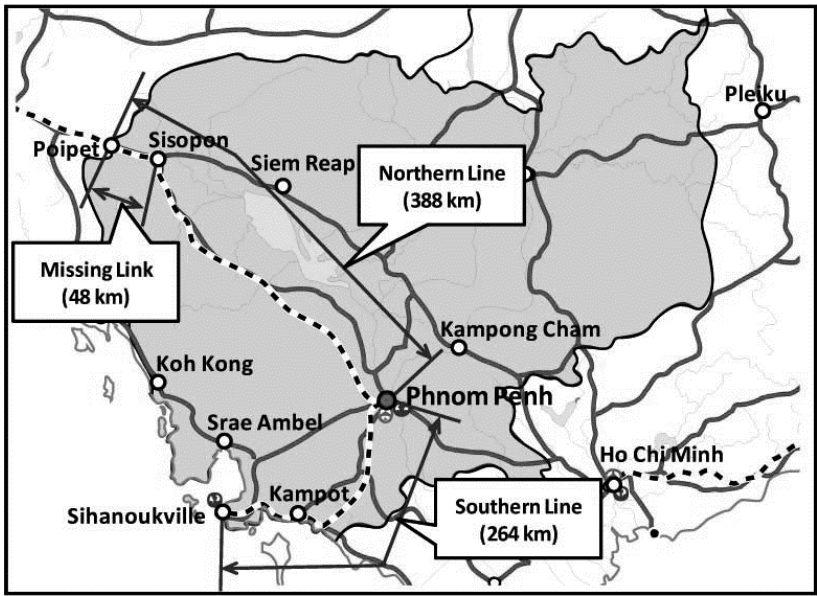 Pleiku
Poipet
Sisopon
Siem Reap
Northern Line
(388 km)
Missing Link
(48 km)
Kampong Cham
Koh Kong
Phnom Penh
Srae Ambel
Ho Chi Minh
Kampot
Sihanoukville
Southern Line
(264 km)